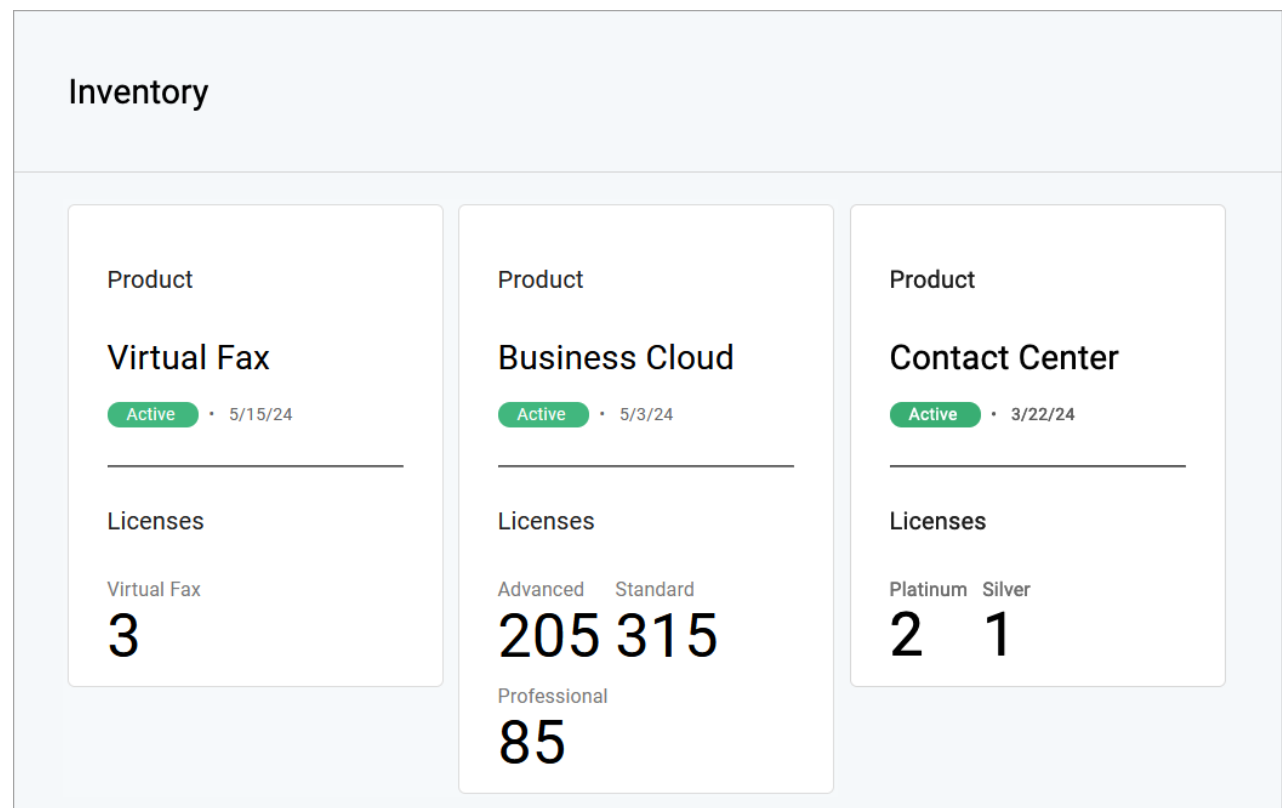 Inventory
Product
Virtual Fax
Active • 5/15/24
Licenses
Virtual Fax
3
Product
Business Cloud
Active • 5/3/24
Licenses
Advanced Standard
205 315
Professional
85
Product
Contact Center
Active • 3/22/24
Licenses
Platinum Silver
2 1